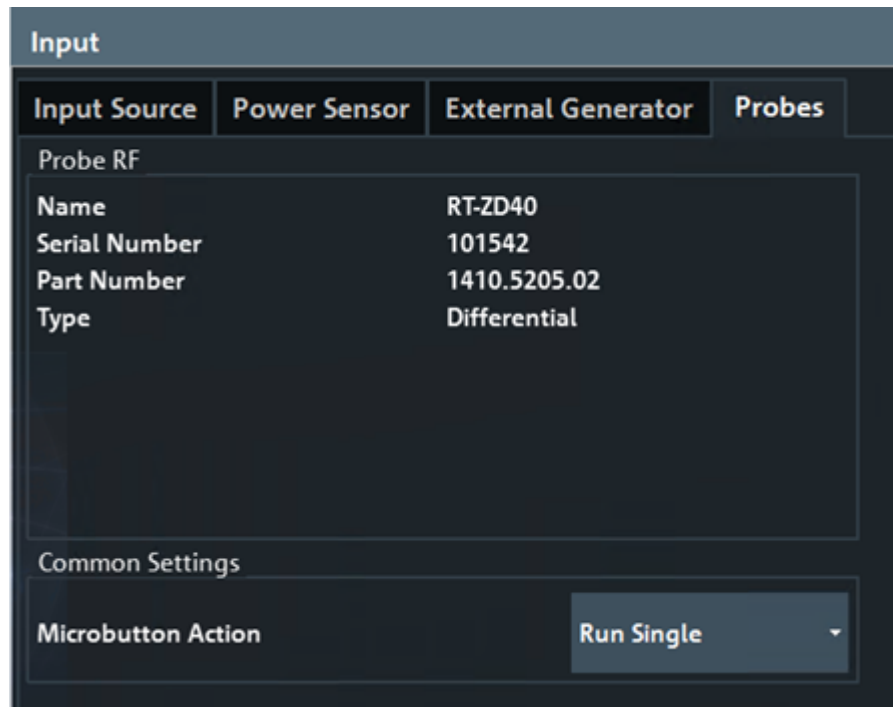 Input
Input Source Power Sensor External Generator Probes
Probe RF
Name RT-ZD40
Serial Number 101542
Part Number 1410.5205.02
Type Differential
Common Settings
Microbutton Action Run Single